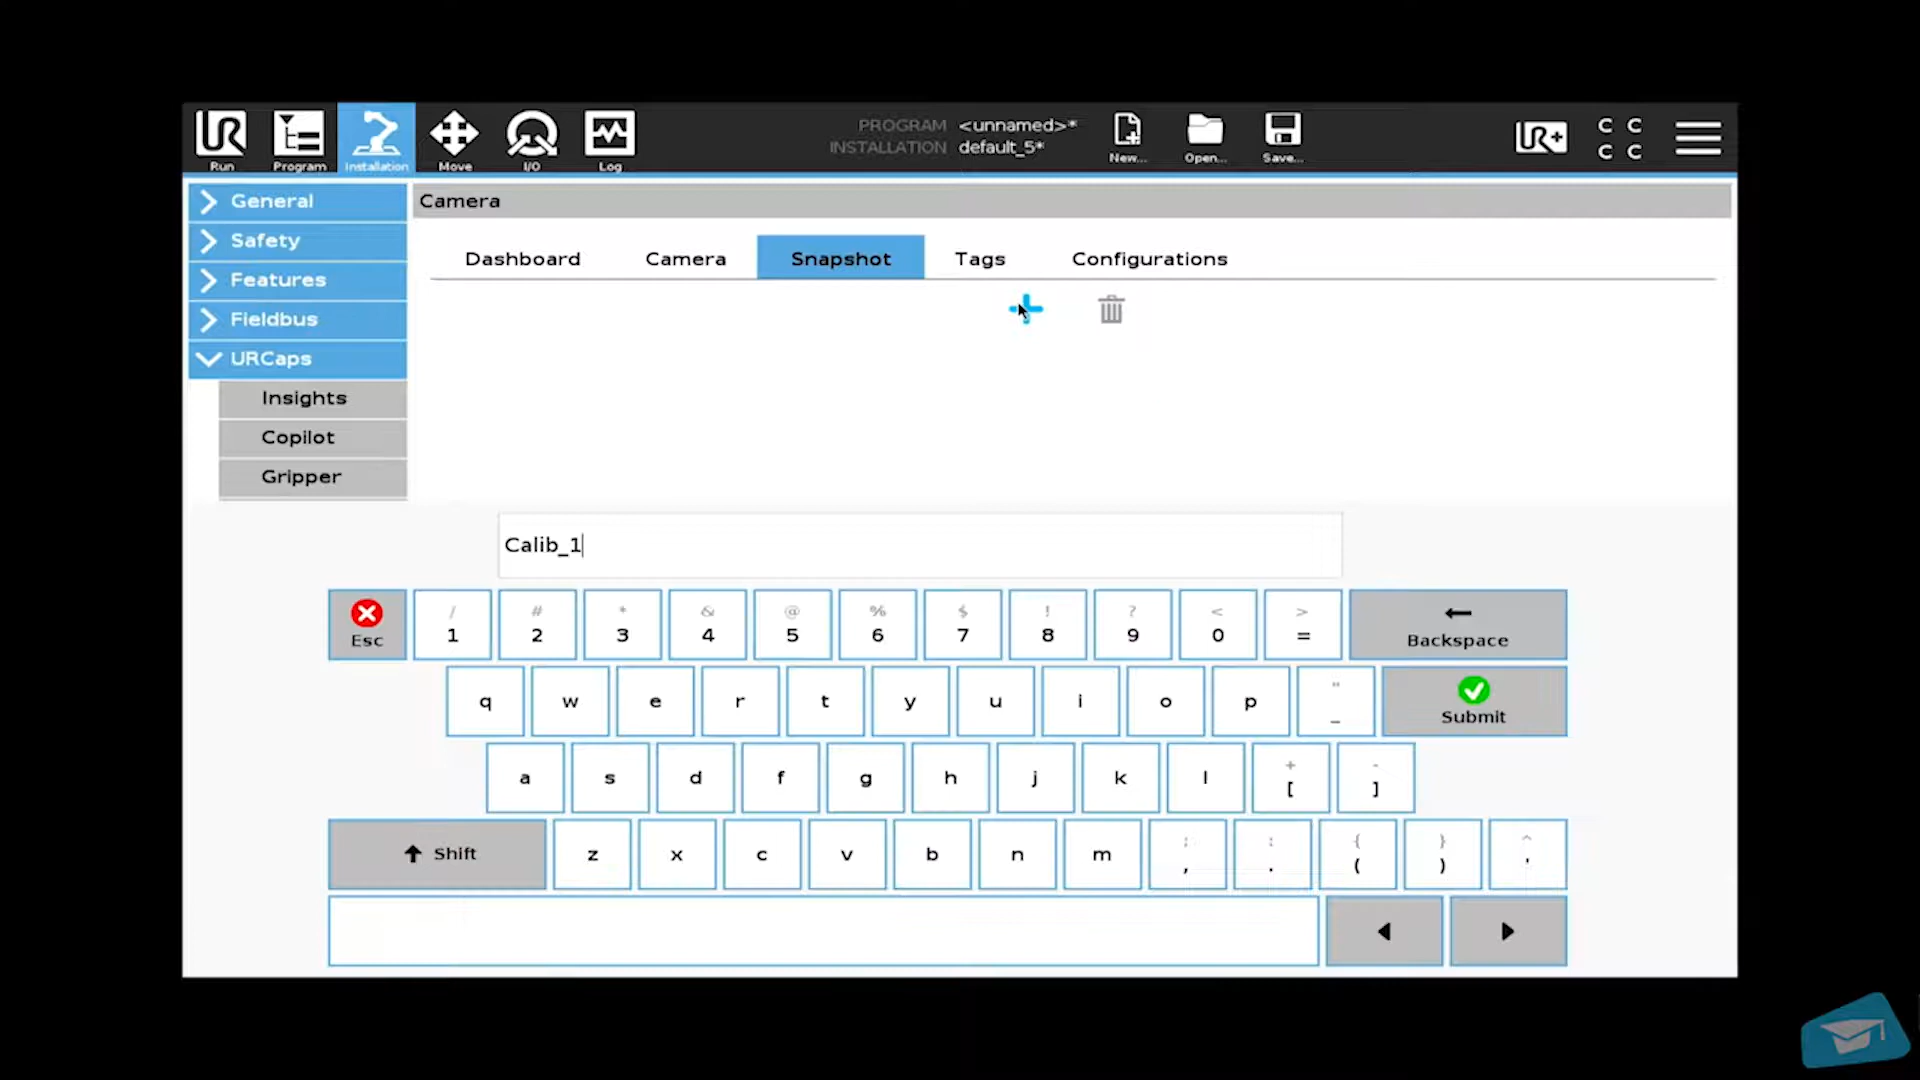 Run
Program
Installation
Move
I/O
Log
PROGRAM <unnamed>*
INSTALLATION default_5*
New...
Open...
Save...
UR+
C C
C C
General
Safety
Features
Fieldbus
URCaps
Insights
Copilot
Gripper
Camera
Dashboard Camera Snapshot Tags Configurations
Calib_1
Esc
/ # * & @ % $ ! ? < >
1 2 3 4 5 6 7 8 9 0 =
Backspace
q w e r t y u i o p " _
Submit
a s d f g h j k l + [ - ]
Shift
z x c v b n m ; , : . { ( } ) ^ '